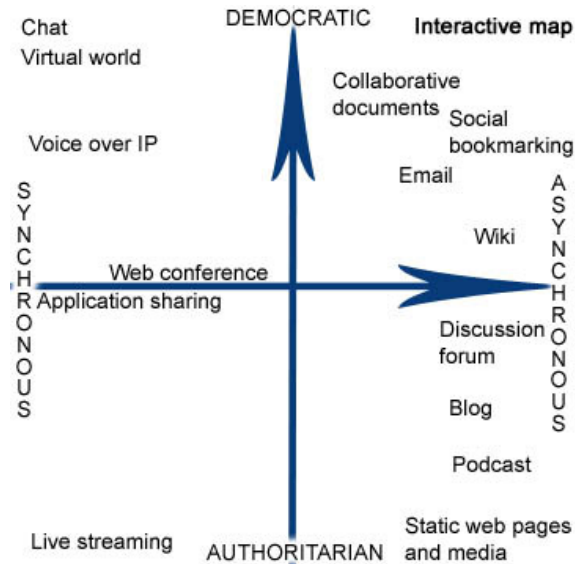 DEMOCRATIC
Chat
Interactive map
Virtual world
Collaborative
documents
Social
bookmarking
Voice over IP
Email
SYNCHRONOUS
ASYNCHRONOUS
Wiki
Web conference
Application sharing
Discussion
forum
Blog
Podcast
Live streaming
AUTHORITARIAN
Static web pages
and media